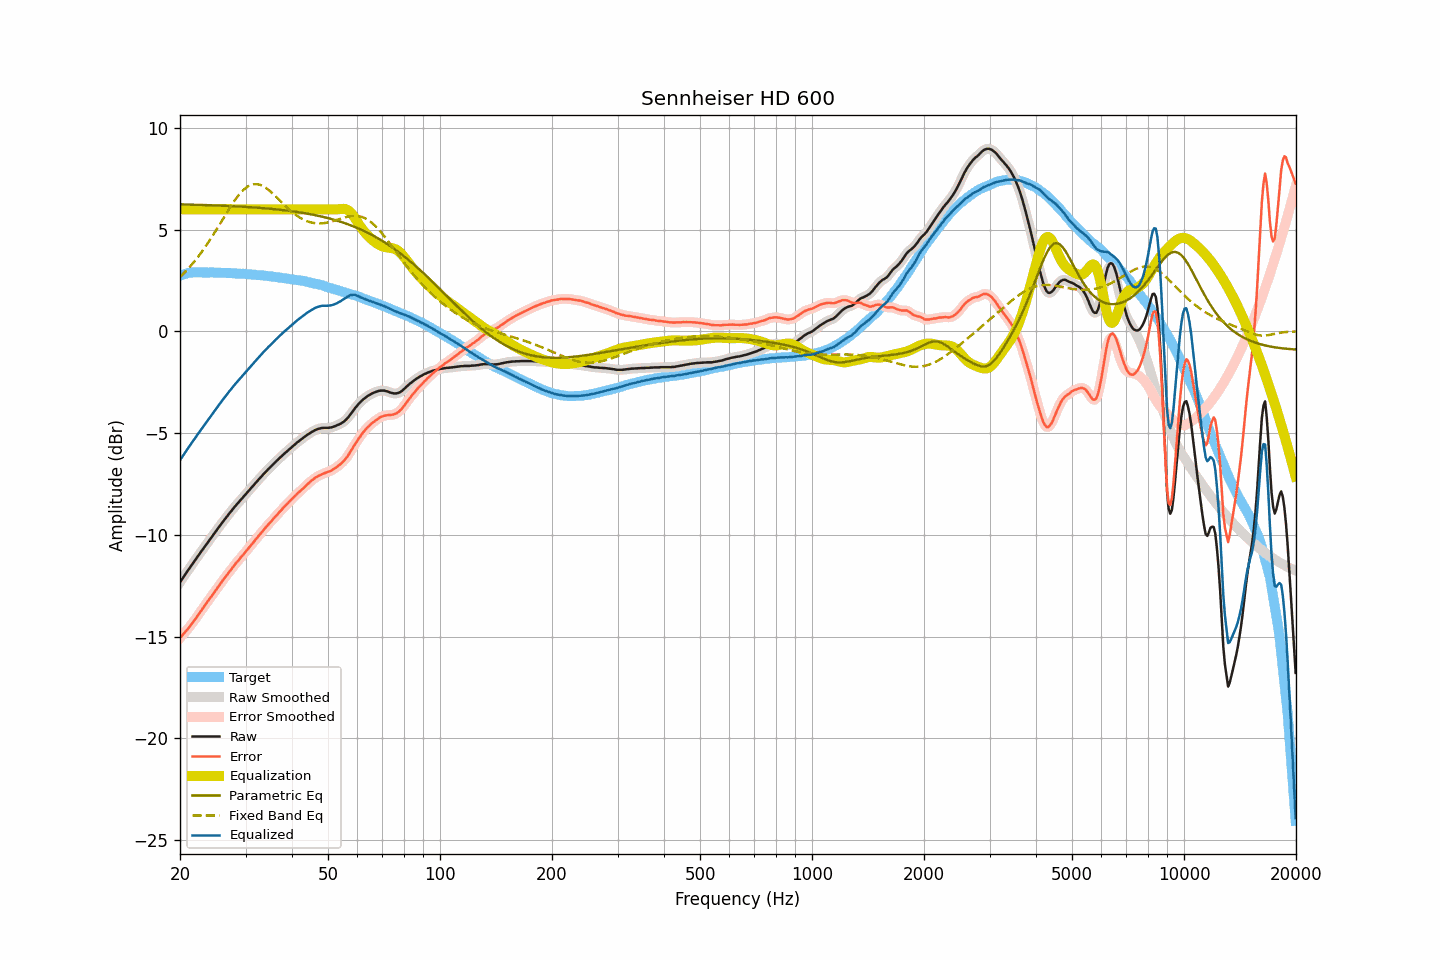 Sennheiser HD 600
10
5
0
−5
−10
−15
−20
−25
Amplitude (dBr)
Target
Raw Smoothed
Error Smoothed
Raw
Error
Equalization
Parametric Eq
Fixed Band Eq
Equalized
20 50 100 200 500 1000 2000 5000 10000 20000
Frequency (Hz)